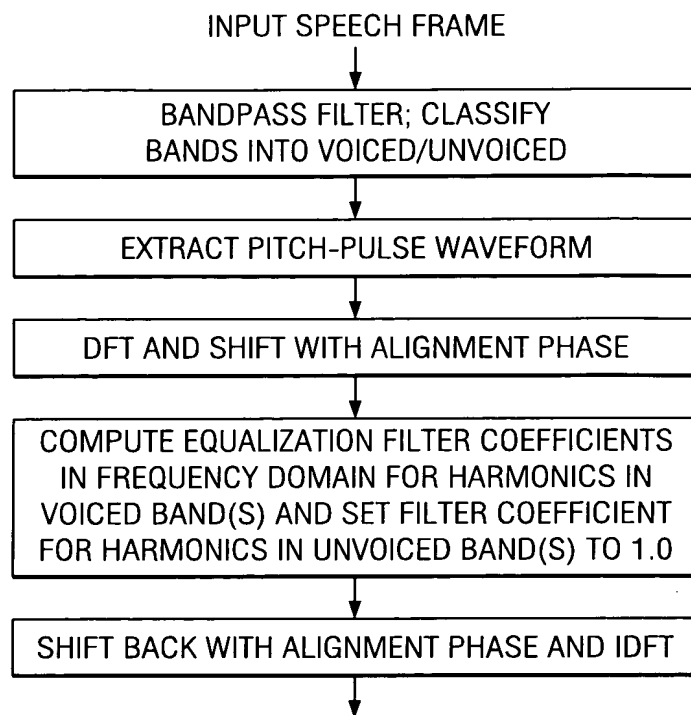 INPUT SPEECH FRAME
BANDPASS FILTER; CLASSIFY
BANDS INTO VOICED/UNVOICED
EXTRACT PITCH-PULSE WAVEFORM
DFT AND SHIFT WITH ALIGNMENT PHASE
COMPUTE EQUALIZATION FILTER COEFFICIENTS
IN FREQUENCY DOMAIN FOR HARMONICS IN
VOICED BAND(S) AND SET FILTER COEFFICIENT
FOR HARMONICS IN UNVOICED BAND(S) TO 1.0
SHIFT BACK WITH ALIGNMENT PHASE AND IDFT